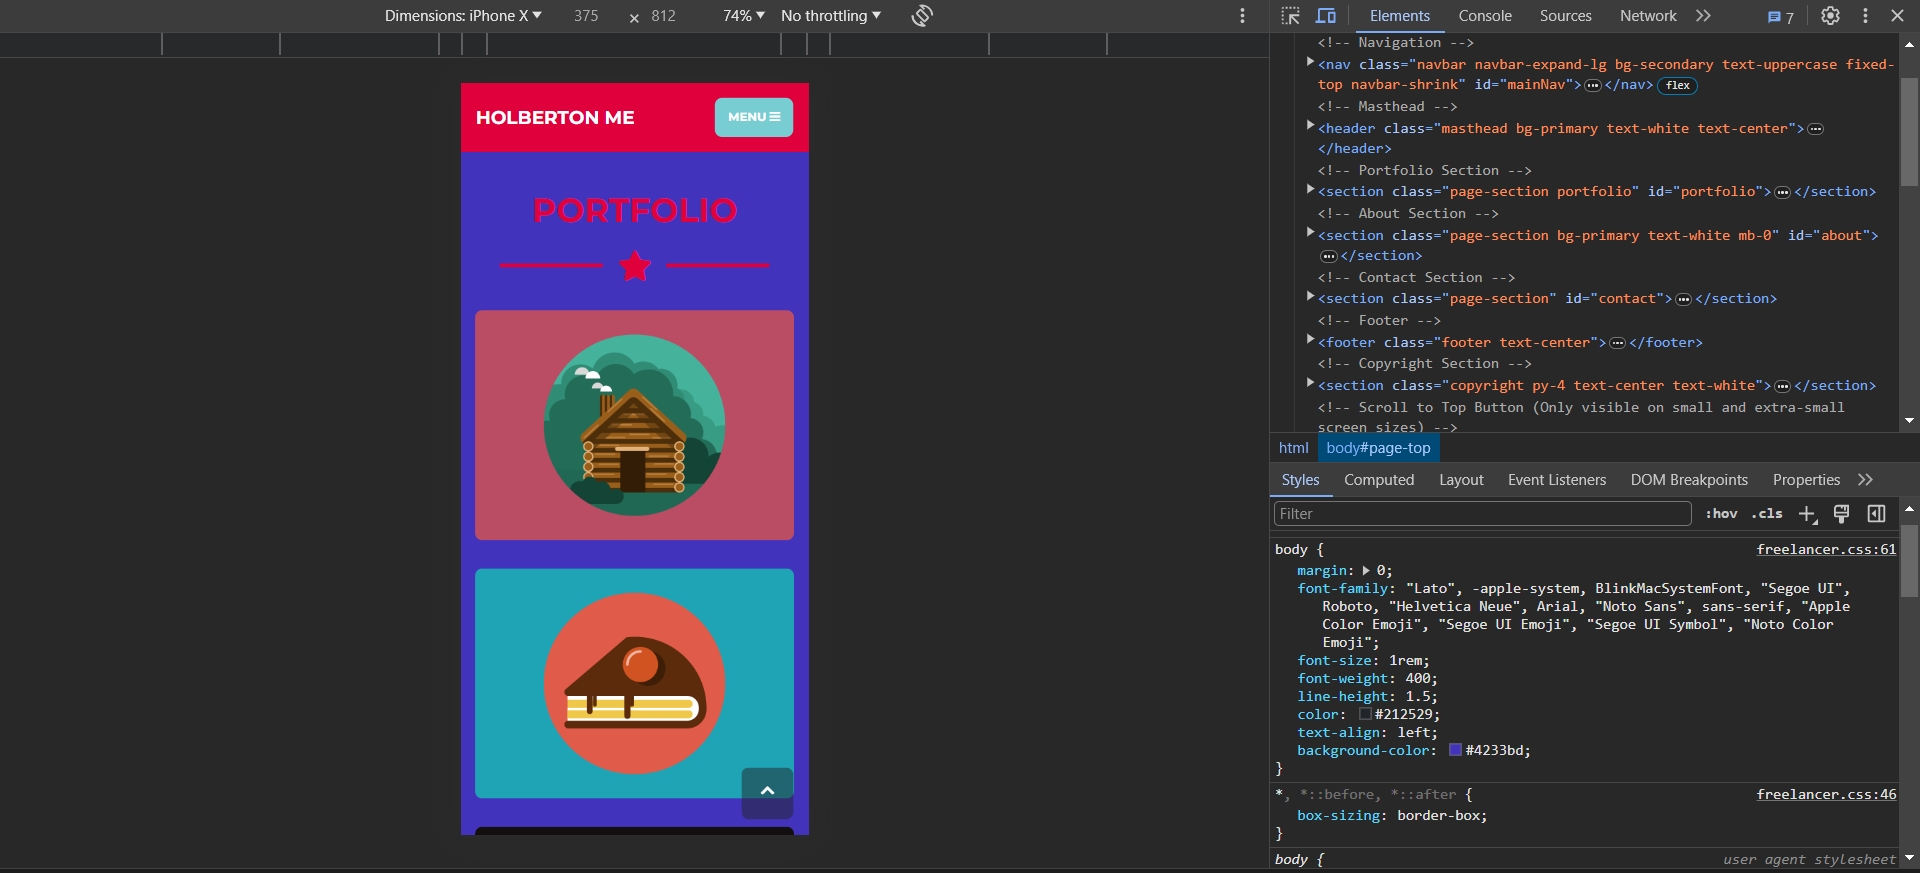 Dimensions: iPhone X ▼ 375 × 812 74% ▼ No throttling ▼
Elements Console Sources Network 7
HOLBERTON ME
MENU
PORTFOLIO
<!-- Navigation -->
<nav class="navbar navbar-expand-lg bg-secondary text-uppercase fixed-
top navbar-shrink" id="mainNav">…</nav> flex
<!-- Masthead -->
<header class="masthead bg-primary text-white text-center">…
</header>
<!-- Portfolio Section -->
<section class="page-section portfolio" id="portfolio">…</section>
<!-- About Section -->
<section class="page-section bg-primary text-white mb-0" id="about">
…</section>
<!-- Contact Section -->
<section class="page-section" id="contact">…</section>
<!-- Footer -->
<footer class="footer text-center">…</footer>
<!-- Copyright Section -->
<section class="copyright py-4 text-center text-white">…</section>
<!-- Scroll to Top Button (Only visible on small and extra-small
screen sizes) -->
html body#page-top
Styles Computed Layout Event Listeners DOM Breakpoints Properties
Filter :hov .cls
body { freelancer.css:61
margin: 0;
font-family: "Lato", -apple-system, BlinkMacSystemFont, "Segoe UI",
Roboto, "Helvetica Neue", Arial, "Noto Sans", sans-serif, "Apple
Color Emoji", "Segoe UI Emoji", "Segoe UI Symbol", "Noto Color
Emoji";
font-size: 1rem;
font-weight: 400;
line-height: 1.5;
color: #212529;
text-align: left;
background-color: #4233bd;
}
*, *::before, *::after { freelancer.css:46
box-sizing: border-box;
}
body { user agent stylesheet